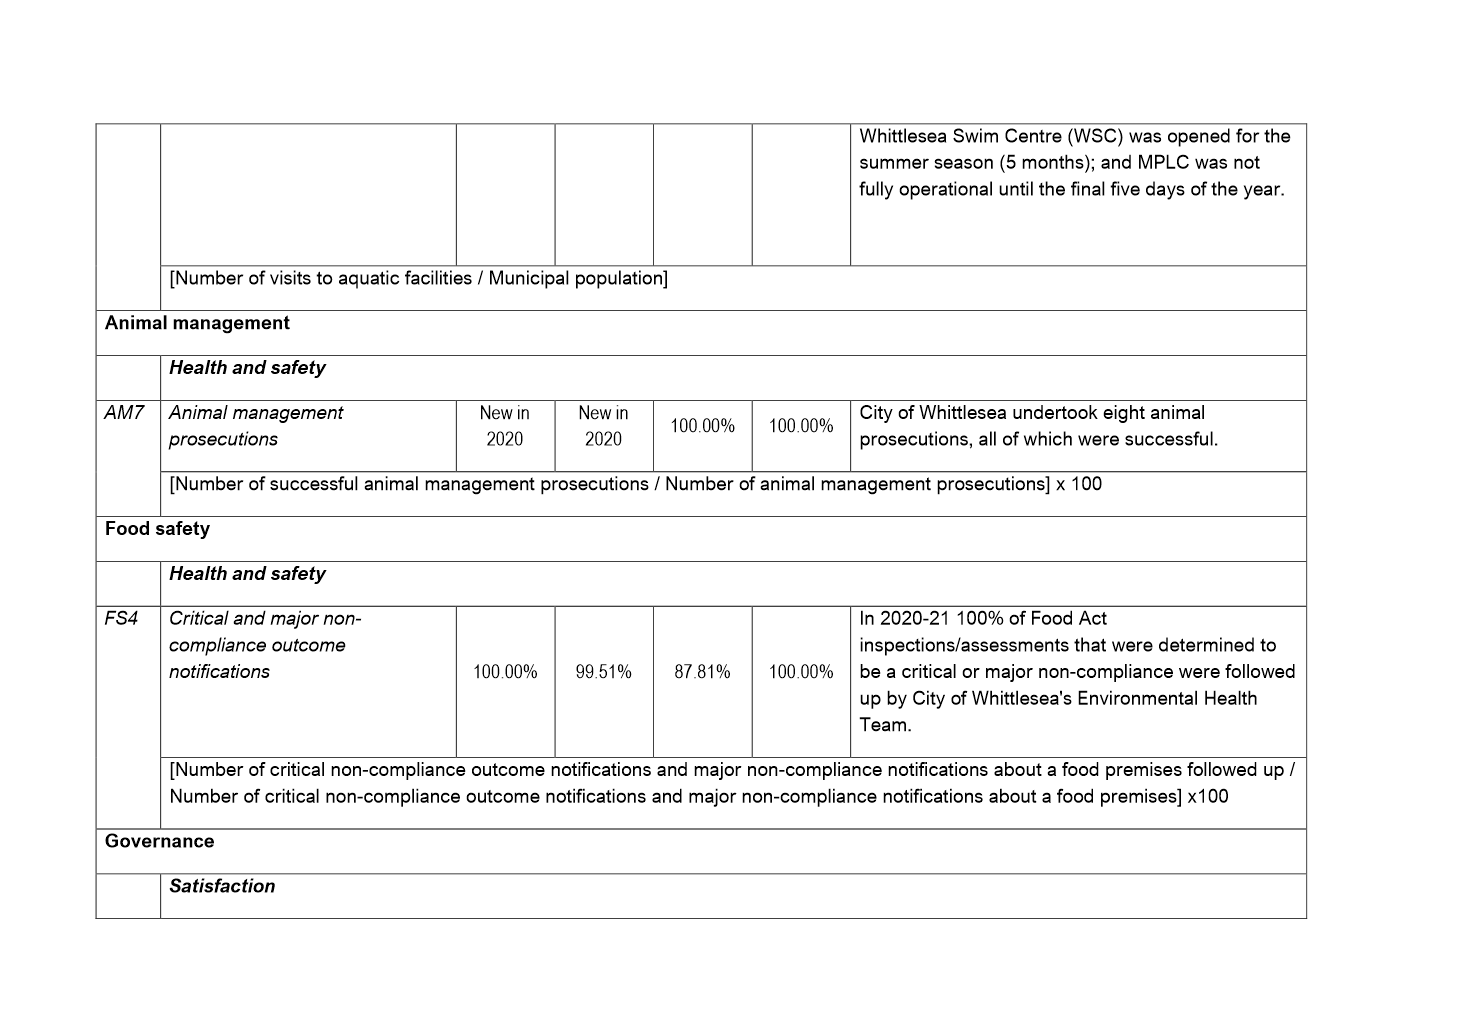 Whittlesea Swim Centre (WSC) was opened for the
summer season (5 months); and MPLC was not
fully operational until the final five days of the year.
[Number of visits to aquatic facilities / Municipal population]
Animal management
Health and safety
AM7
Animal management
prosecutions
New in
2020
New in
2020
100.00%
100.00%
City of Whittlesea undertook eight animal
prosecutions, all of which were successful.
[Number of successful animal management prosecutions / Number of animal management prosecutions] x 100
Food safety
Health and safety
FS4
Critical and major non-
compliance outcome
notifications
100.00%
99.51%
87.81%
100.00%
In 2020-21 100% of Food Act
inspections/assessments that were determined to
be a critical or major non-compliance were followed
up by City of Whittlesea's Environmental Health
Team.
[Number of critical non-compliance outcome notifications and major non-compliance notifications about a food premises followed up /
Number of critical non-compliance outcome notifications and major non-compliance notifications about a food premises] x100
Governance
Satisfaction